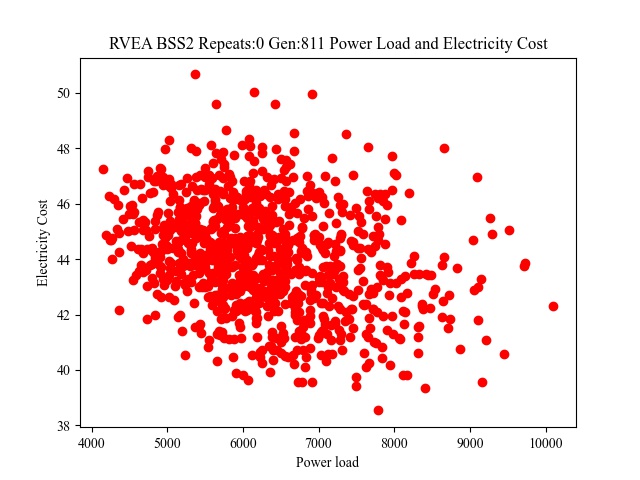 RVEA BSS2 Repeats:0 Gen:811 Power Load and Electricity Cost
50
48
46
44
42
40
38
Electricity Cost
4000 5000 6000 7000 8000 9000 10000
Power load